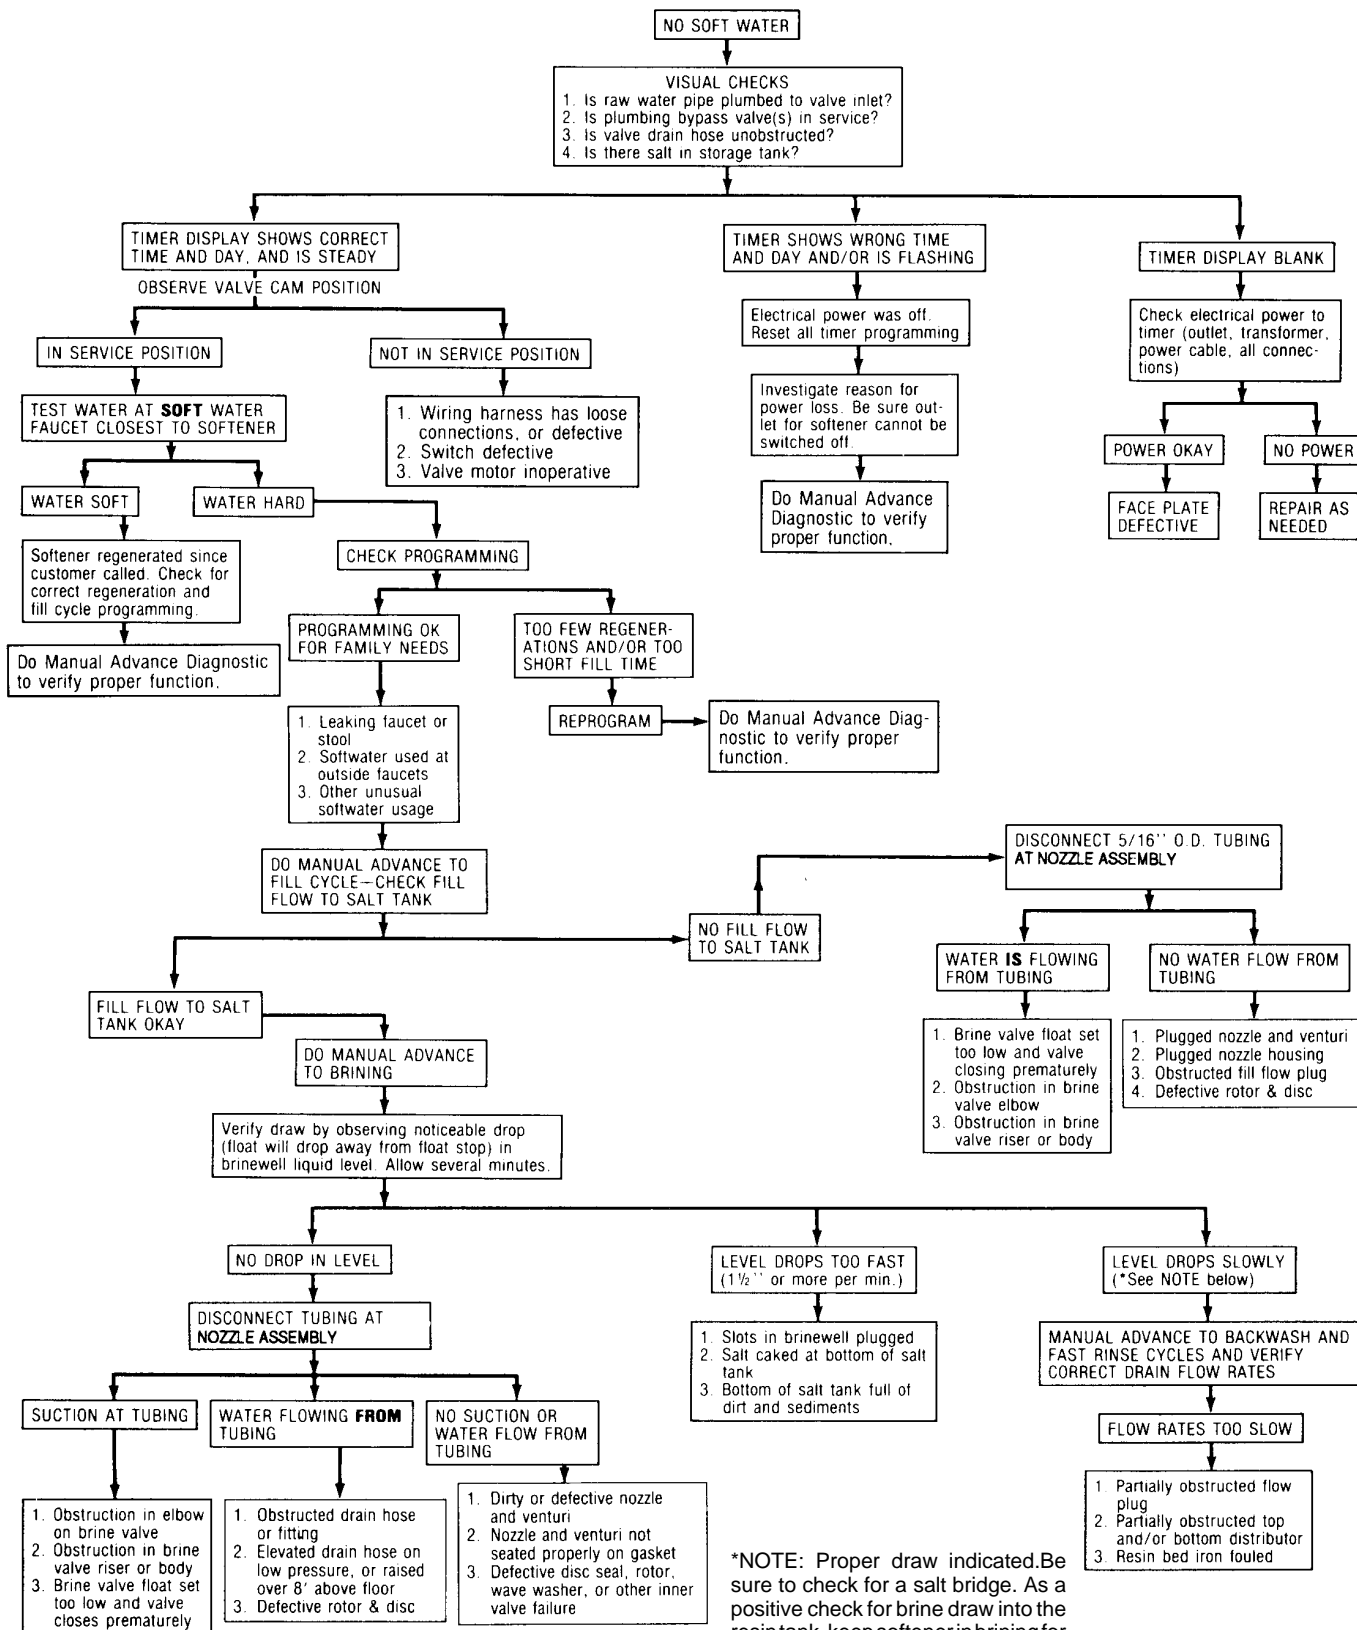 NO SOFT WATER
VISUAL CHECKS
1. Is raw water pipe plumbed to valve inlet?
2. Is plumbing bypass valve(s) in service?
3. Is valve drain hose unobstructed?
4. Is there salt in storage tank?
TIMER DISPLAY SHOWS CORRECT
TIME AND DAY, AND IS STEADY
OBSERVE VALVE CAM POSITION
IN SERVICE POSITION
NOT IN SERVICE POSITION
TEST WATER AT SOFT WATER
FAUCET CLOSEST TO SOFTENER
1. Wiring harness has loose
connections, or defective
2. Switch defective
3. Valve motor inoperative
WATER SOFT
WATER HARD
Softener regenerated since
customer called. Check for
correct regeneration and
fill cycle programming.
Do Manual Advance Diagnostic
to verify proper function.
CHECK PROGRAMMING
PROGRAMMING OK
FOR FAMILY NEEDS
TOO FEW REGENER-
ATIONS AND/OR TOO
SHORT FILL TIME
REPROGRAM
Do Manual Advance Diag-
nostic to verify proper
function.
1. Leaking faucet or
stool
2. Softwater used at
outside faucets
3. Other unusual
softwater usage
TIMER SHOWS WRONG TIME
AND DAY AND/OR IS FLASHING
Electrical power was off.
Reset all timer programming
Investigate reason for
power loss. Be sure out-
let for softener cannot be
switched off.
Do Manual Advance
Diagnostic to verify
proper function.
TIMER DISPLAY BLANK
Check electrical power to
timer (outlet, transformer,
power cable, all connec-
tions)
POWER OKAY
NO POWER
FACE PLATE
DEFECTIVE
REPAIR AS
NEEDED
DO MANUAL ADVANCE TO
FILL CYCLE—CHECK FILL
FLOW TO SALT TANK
NO FILL FLOW
TO SALT TANK
DISCONNECT 5/16'' O.D. TUBING
AT NOZZLE ASSEMBLY
WATER IS FLOWING
FROM TUBING
NO WATER FLOW FROM
TUBING
1. Brine valve float set
too low and valve
closing prematurely
2. Obstruction in brine
valve elbow
3. Obstruction in brine
valve riser or body
1. Plugged nozzle and venturi
2. Plugged nozzle housing
3. Obstructed fill flow plug
4. Defective rotor & disc
FILL FLOW TO SALT
TANK OKAY
DO MANUAL ADVANCE
TO BRINING
Verify draw by observing noticeable drop
(float will drop away from float stop) in
brinewell liquid level. Allow several minutes.
NO DROP IN LEVEL
DISCONNECT TUBING AT
NOZZLE ASSEMBLY
SUCTION AT TUBING
WATER FLOWING FROM
TUBING
NO SUCTION OR
WATER FLOW FROM
TUBING
1. Obstruction in elbow
on brine valve
2. Obstruction in brine
valve riser or body
3. Brine valve float set
too low and valve
closes prematurely
1. Obstructed drain hose
or fitting
2. Elevated drain hose on
low pressure, or raised
over 8' above floor
3. Defective rotor & disc
1. Dirty or defective nozzle
and venturi
2. Nozzle and venturi not
seated properly on gasket
3. Defective disc seal, rotor,
wave washer, or other inner
valve failure
LEVEL DROPS TOO FAST
(1½'' or more per min.)
1. Slots in brinewell plugged
2. Salt caked at bottom of salt
tank
3. Bottom of salt tank full of
dirt and sediments
LEVEL DROPS SLOWLY
(*See NOTE below)
MANUAL ADVANCE TO BACKWASH AND
FAST RINSE CYCLES AND VERIFY
CORRECT DRAIN FLOW RATES
FLOW RATES TOO SLOW
1. Partially obstructed flow
plug
2. Partially obstructed top
and/or bottom distributor
3. Resin bed iron fouled
*NOTE: Proper draw indicated.Be
sure to check for a salt bridge. As a
positive check for brine draw into the
resin tank, keep softener in brining for